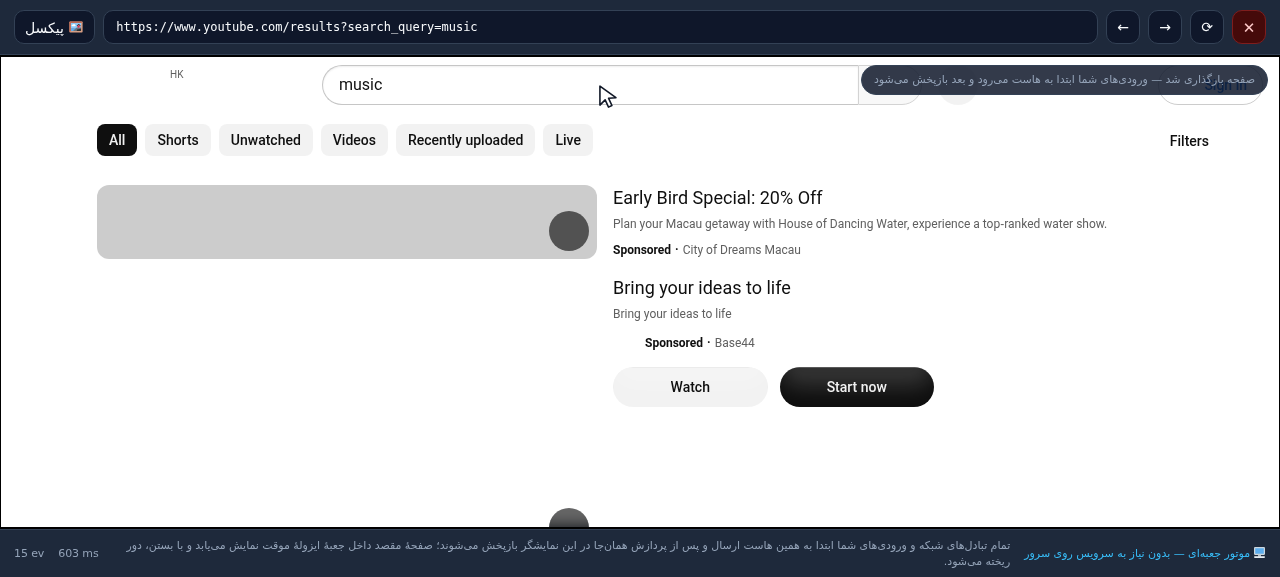 پیکسل
https://www.youtube.com/results?search_query=music
← → ⟳ ✕
HK
music
صفحه بارگذاری شد — ورودی‌های شما ابتدا به هاست می‌رود و بعد بازپخش می‌شود
Sign in
All Shorts Unwatched Videos Recently uploaded Live
Filters
Early Bird Special: 20% Off
Plan your Macau getaway with House of Dancing Water, experience a top-ranked water show.
Sponsored · City of Dreams Macau
Bring your ideas to life
Bring your ideas to life
Sponsored · Base44
Watch Start now
موتور جعبه‌ای — بدون نیاز به سرویس روی سرور
تمام تبادل‌های شبکه و ورودی‌های شما ابتدا به همین هاست ارسال و پس از پردازش همان‌جا در این نمایشگر بازپخش می‌شوند؛ صفحهٔ مقصد داخل جعبهٔ ایزولهٔ موقت نمایش می‌یابد و با بستن، دور
ریخته می‌شود.
15 ev 603 ms